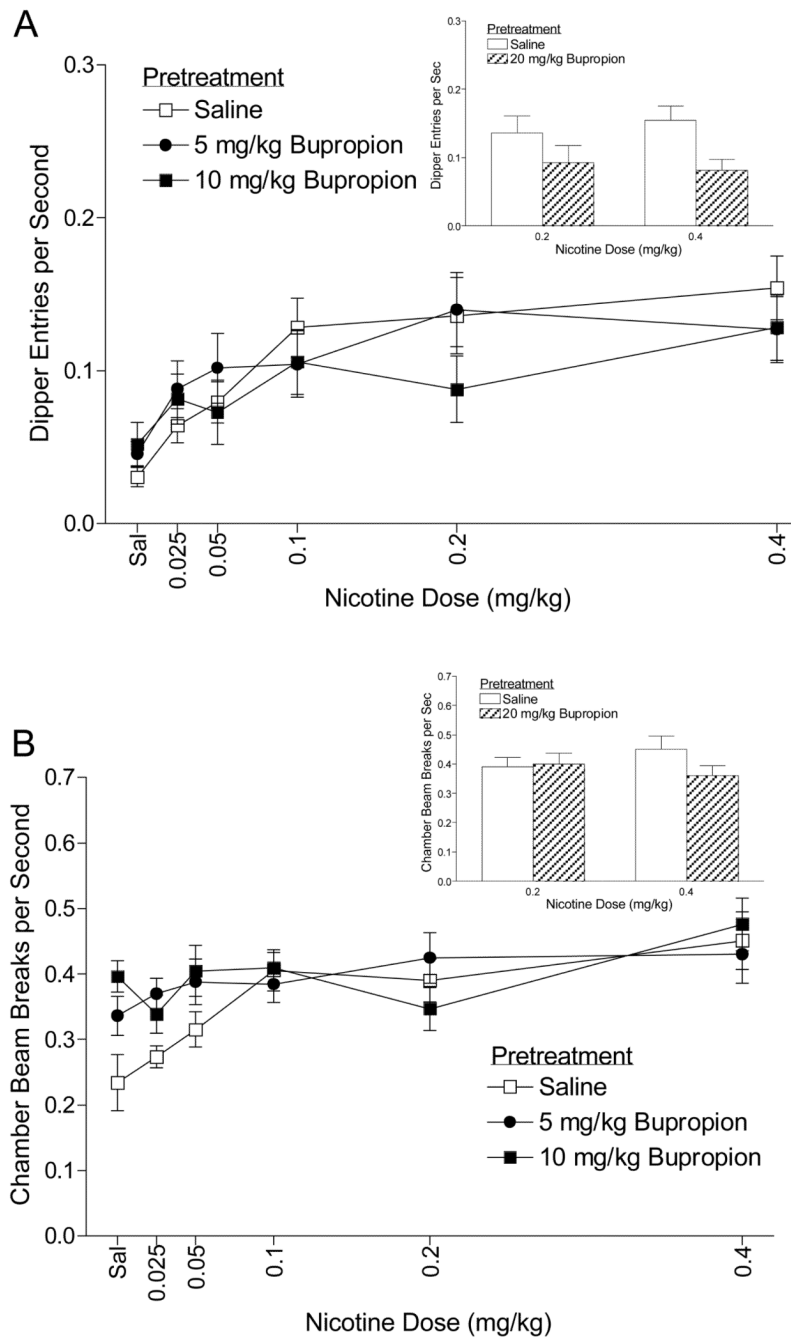 A
0.3
0.2
0.1
0.0
Dipper Entries per Second
Pretreatment
Saline
5 mg/kg Bupropion
10 mg/kg Bupropion
Sal
0.025
0.05
0.1
0.2
0.4
Nicotine Dose (mg/kg)
0.3
0.2
0.1
0.0
Dipper Entries per Sec
Pretreatment
Saline
20 mg/kg Bupropion
0.2
0.4
Nicotine Dose (mg/kg)
B
0.7
0.6
0.5
0.4
0.3
0.2
0.1
0.0
Chamber Beam Breaks per Second
0.7
0.6
0.5
0.4
0.3
0.2
0.1
0.0
Chamber Beam Breaks per Sec
Pretreatment
Saline
20 mg/kg Bupropion
0.2
0.4
Nicotine Dose (mg/kg)
Pretreatment
Saline
5 mg/kg Bupropion
10 mg/kg Bupropion
Sal
0.025
0.05
0.1
0.2
0.4
Nicotine Dose (mg/kg)